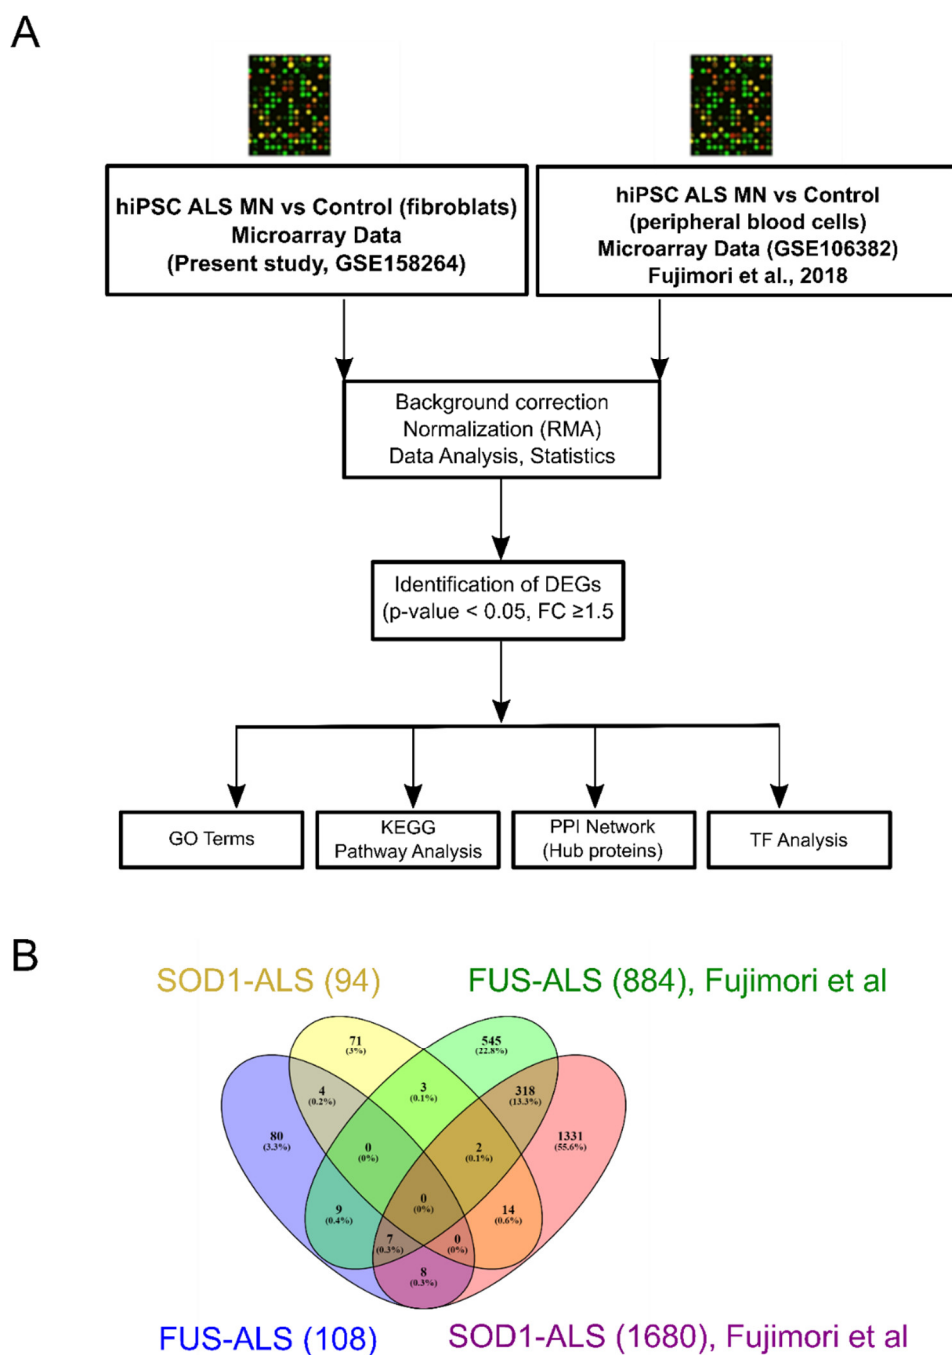 A
hiPSC ALS MN vs Control (fibroblats)
Microarray Data
(Present study, GSE158264)
hiPSC ALS MN vs Control
(peripheral blood cells)
Microarray Data (GSE106382)
Fujimori et al., 2018
Background correction
Normalization (RMA)
Data Analysis, Statistics
Identification of DEGs
(p-value < 0.05, FC ≥1.5
GO Terms
KEGG
Pathway Analysis
PPI Network
(Hub proteins)
TF Analysis
B
SOD1-ALS (94)
FUS-ALS (884), Fujimori et al
71
(3%)
545
(22.8%)
4
(0.2%)
3
(0.1%)
318
(13.3%)
80
(3.3%)
0
(0%)
2
(0.1%)
1331
(55.6%)
0
(0%)
9
(0.4%)
14
(0.6%)
7
(0.3%)
0
(0%)
8
(0.3%)
FUS-ALS (108)
SOD1-ALS (1680), Fujimori et al